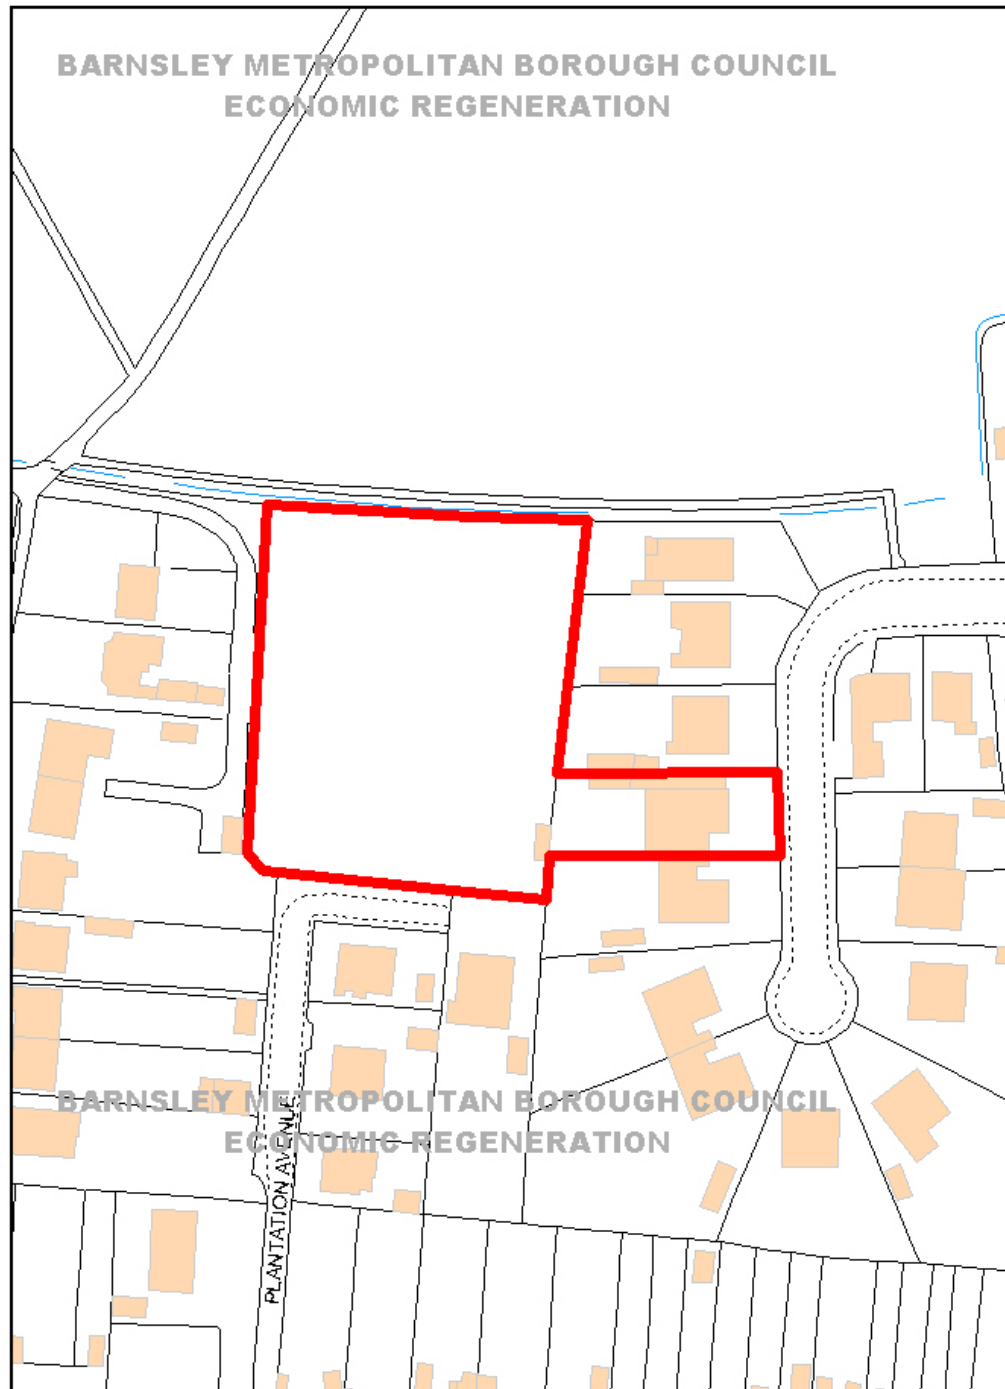 BARNSLEY METROPOLITAN BOROUGH COUNCIL
ECONOMIC REGENERATION
BARNSLEY METROPOLITAN BOROUGH COUNCIL
ECONOMIC REGENERATION
PLANTATION AVENUE